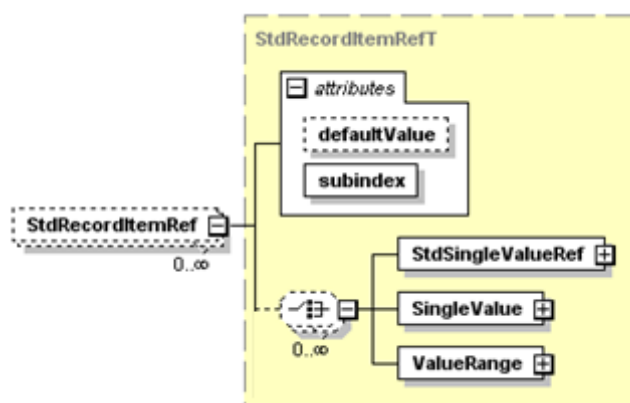 StdRecordItemRefT
attributes
defaultValue
subindex
StdRecordItemRef
0..∞
StdSingleValueRef
SingleValue
0..∞
ValueRange